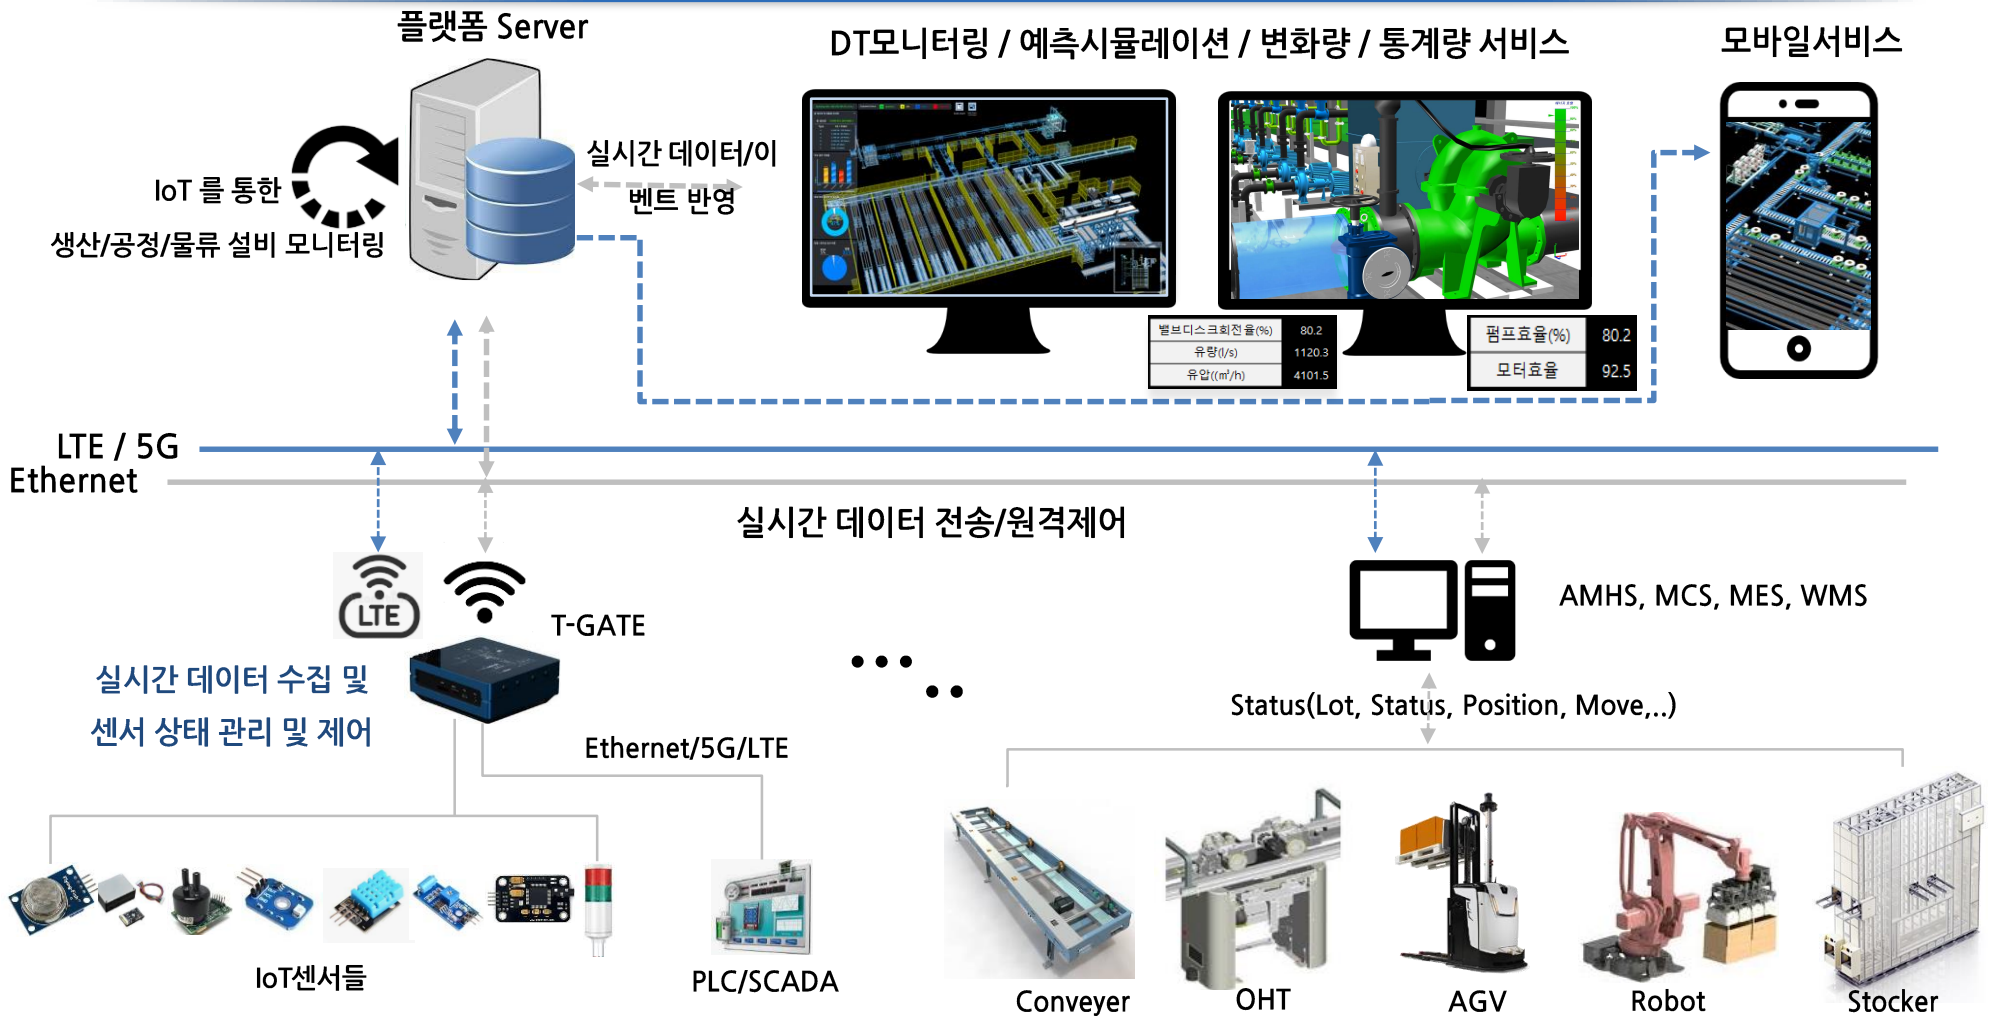 플랫폼 Server
DT모니터링 / 예측시뮬레이션 / 변화량 / 통계량 서비스
모바일서비스
실시간 데이터/이
벤트 반영
IoT 를 통한
생산/공정/물류 설비 모니터링
밸브디스크회전율(%) 80.2
유량(l/s) 1120.3
유압((㎥/h) 4101.5
펌프효율(%) 80.2
모터효율 92.5
LTE / 5G
Ethernet
실시간 데이터 전송/원격제어
LTE
T-GATE
AMHS, MCS, MES, WMS
실시간 데이터 수집 및
센서 상태 관리 및 제어
Status(Lot, Status, Position, Move,..)
Ethernet/5G/LTE
IoT센서들
PLC/SCADA
Conveyer
OHT
AGV
Robot
Stocker